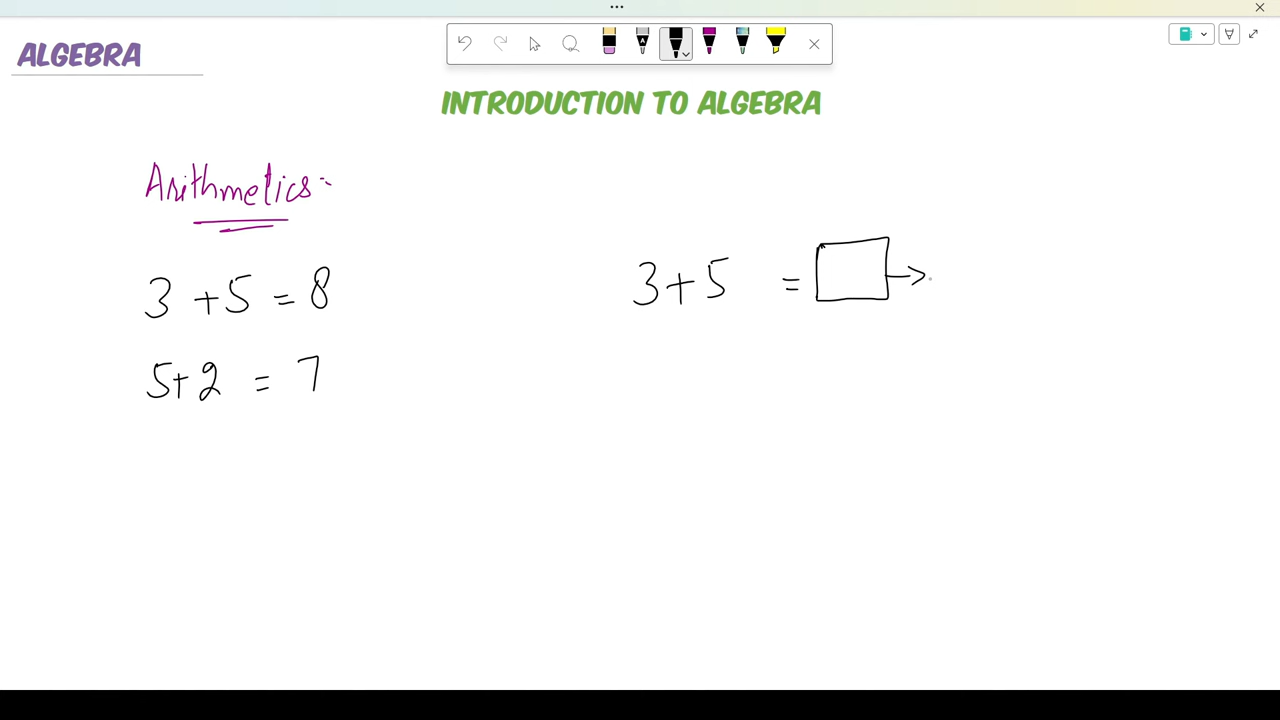 ALGEBRA
INTRODUCTION TO ALGEBRA
Arithmetics:-
3 + 5 = 8
5+2 = 7
3+5 =